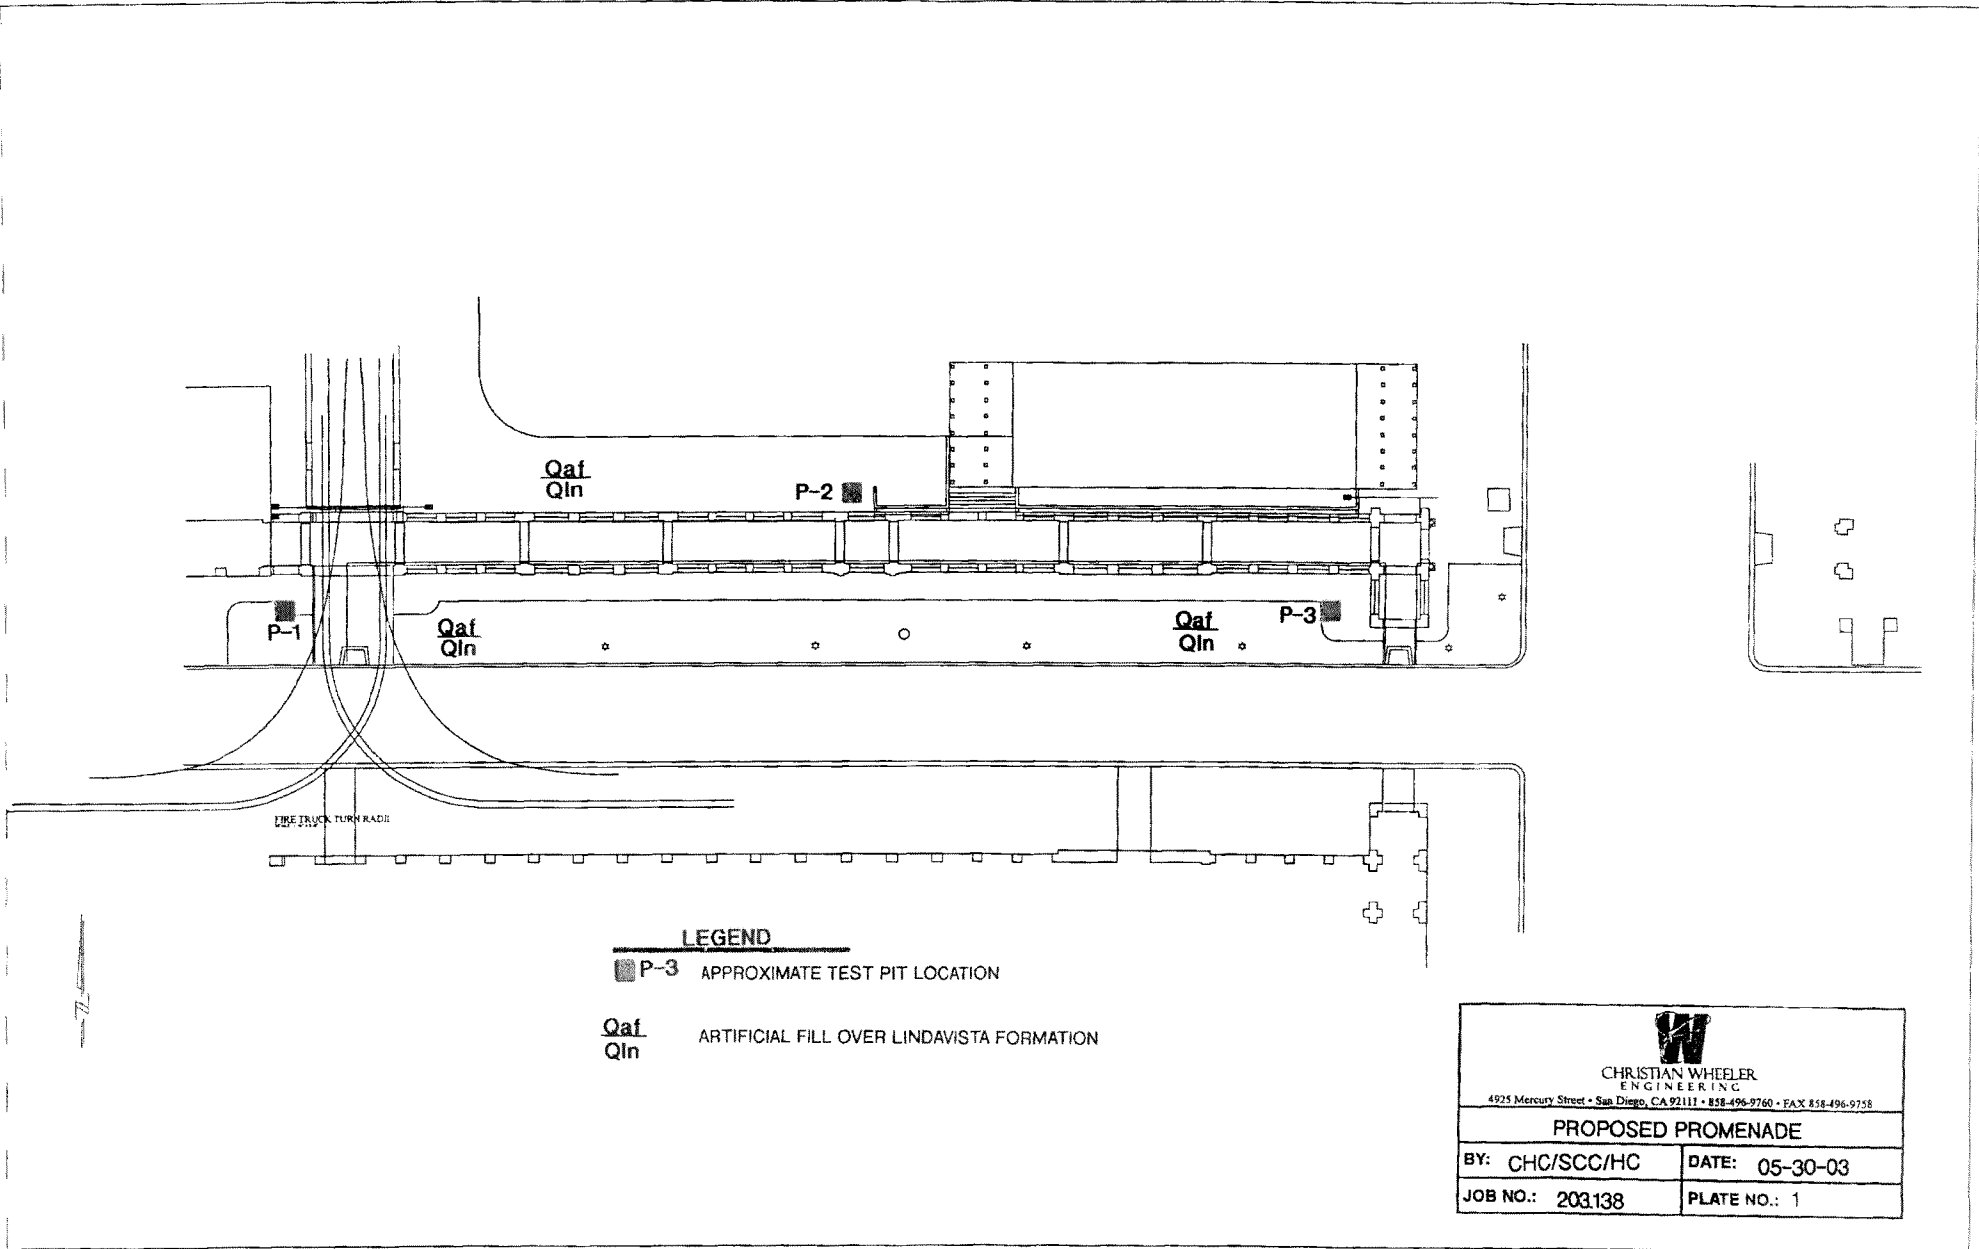 Qaf
Qln
P-2
P-1
Qaf
Qln
Qaf
Qln
P-3
FIRE TRUCK TURN RADII
LEGEND
P-3 APPROXIMATE TEST PIT LOCATION
Qaf
Qln
ARTIFICIAL FILL OVER LINDAVISTA FORMATION
CHRISTIAN WHEELER
ENGINEERING
4925 Mercury Street • San Diego, CA 92111 • 858-496-9760 • FAX 858-496-9758
PROPOSED PROMENADE
BY: CHC/SCC/HC
DATE: 05-30-03
JOB NO.: 203.138
PLATE NO.: 1